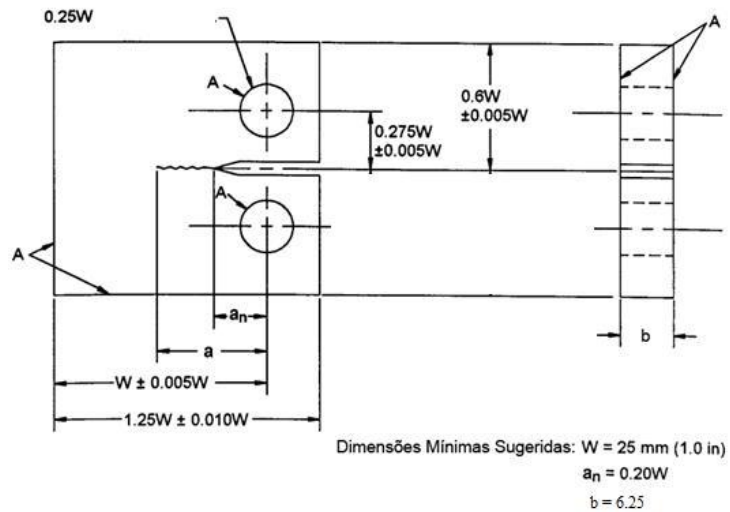 0.25W
A
A
0.6W
±0.005W
0.275W
±0.005W
A
A
aₙ
a
b
W ± 0.005W
1.25W ± 0.010W
Dimensões Mínimas Sugeridas: W = 25 mm (1.0 in)
aₙ = 0.20W
b = 6.25